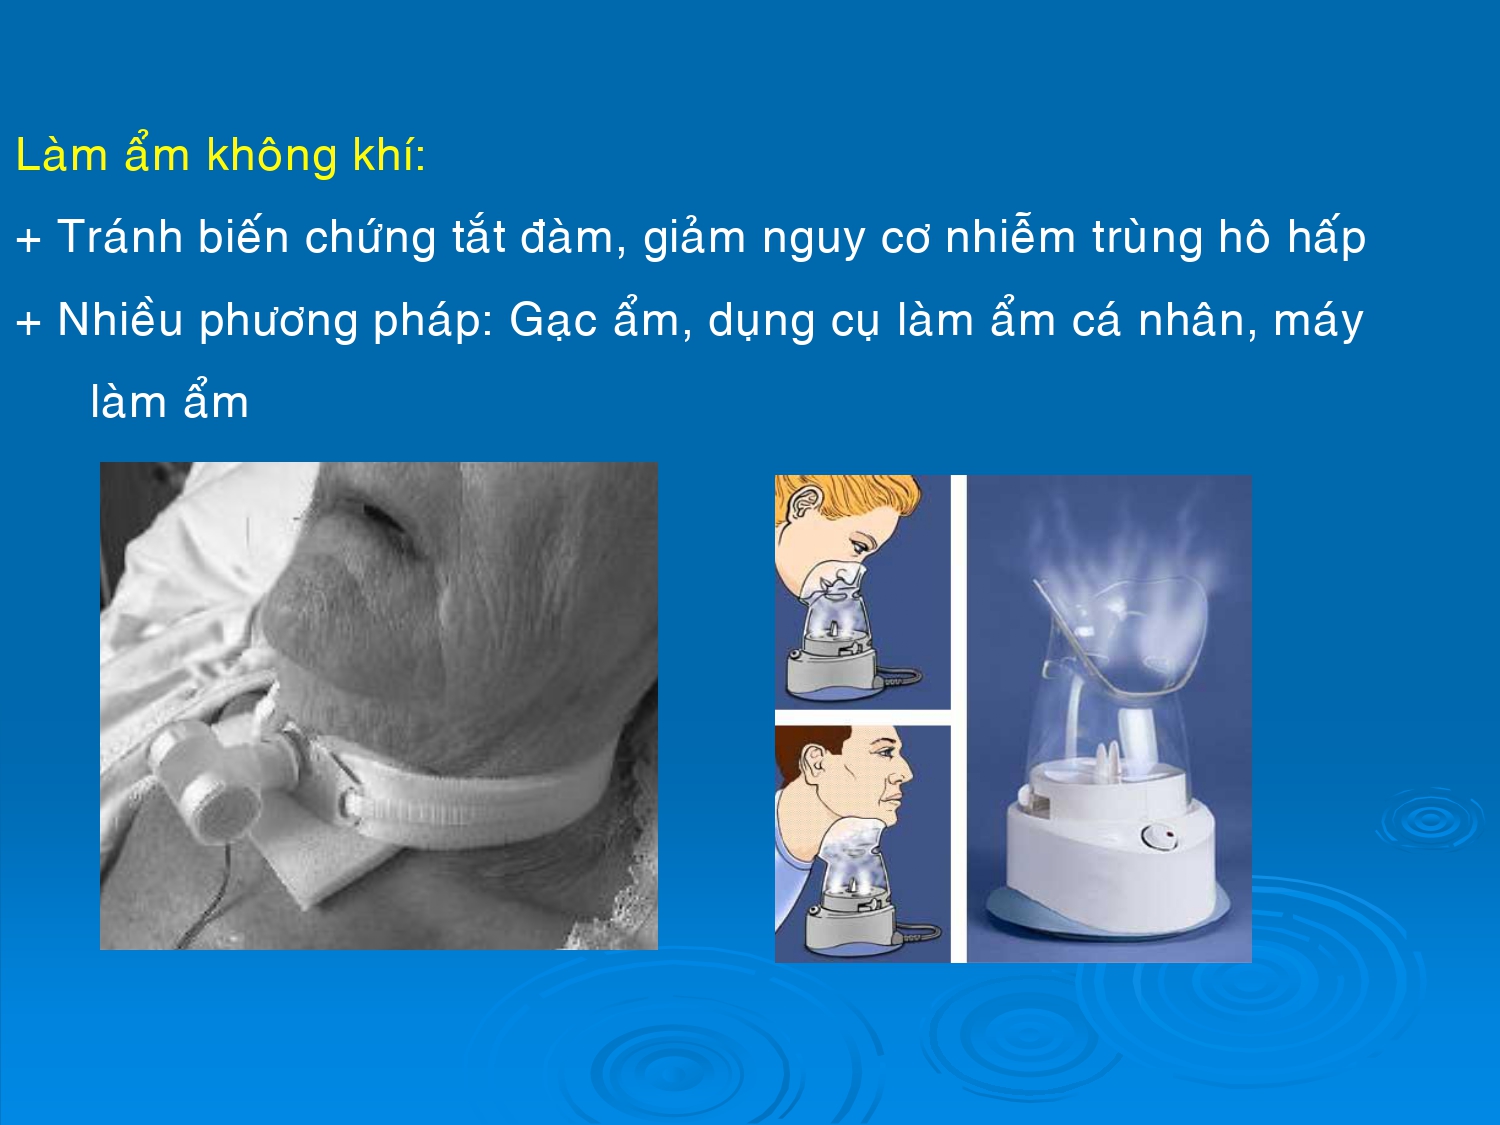 Làm ẩm không khí:
+ Tránh biến chứng tắt đàm, giảm nguy cơ nhiễm trùng hô hấp
+ Nhiều phương pháp: Gạc ẩm, dụng cụ làm ẩm cá nhân, máy
làm ẩm